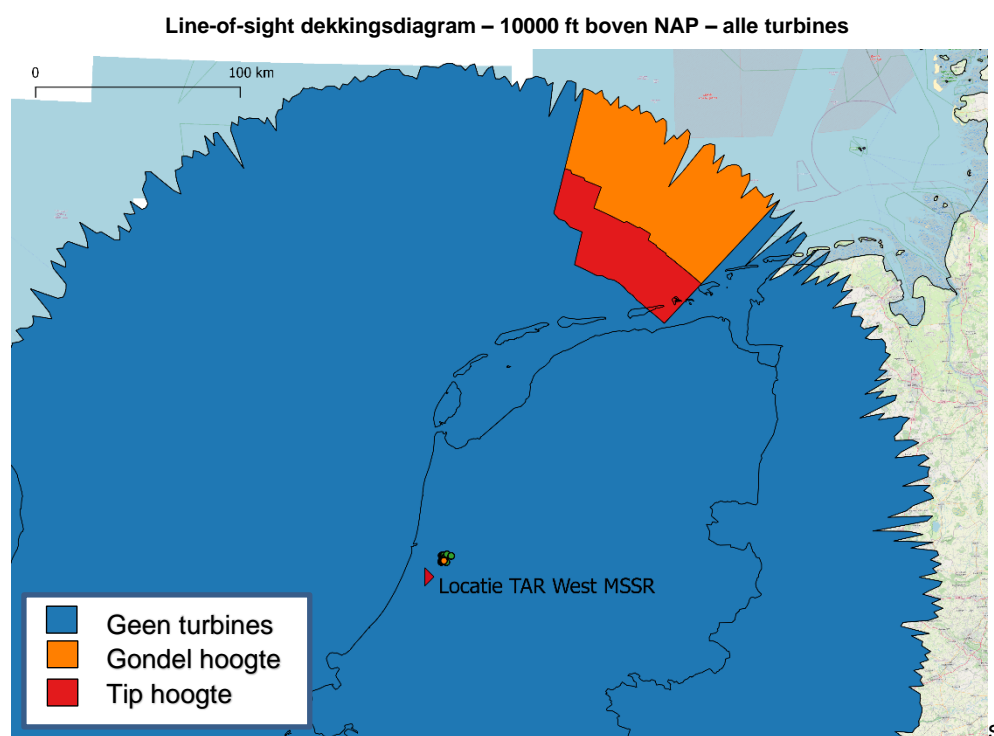 Line-of-sight dekkingsdiagram – 10000 ft boven NAP – alle turbines
0 100 km
Locatie TAR West MSSR
Geen turbines
Gondel hoogte
Tip hoogte
s